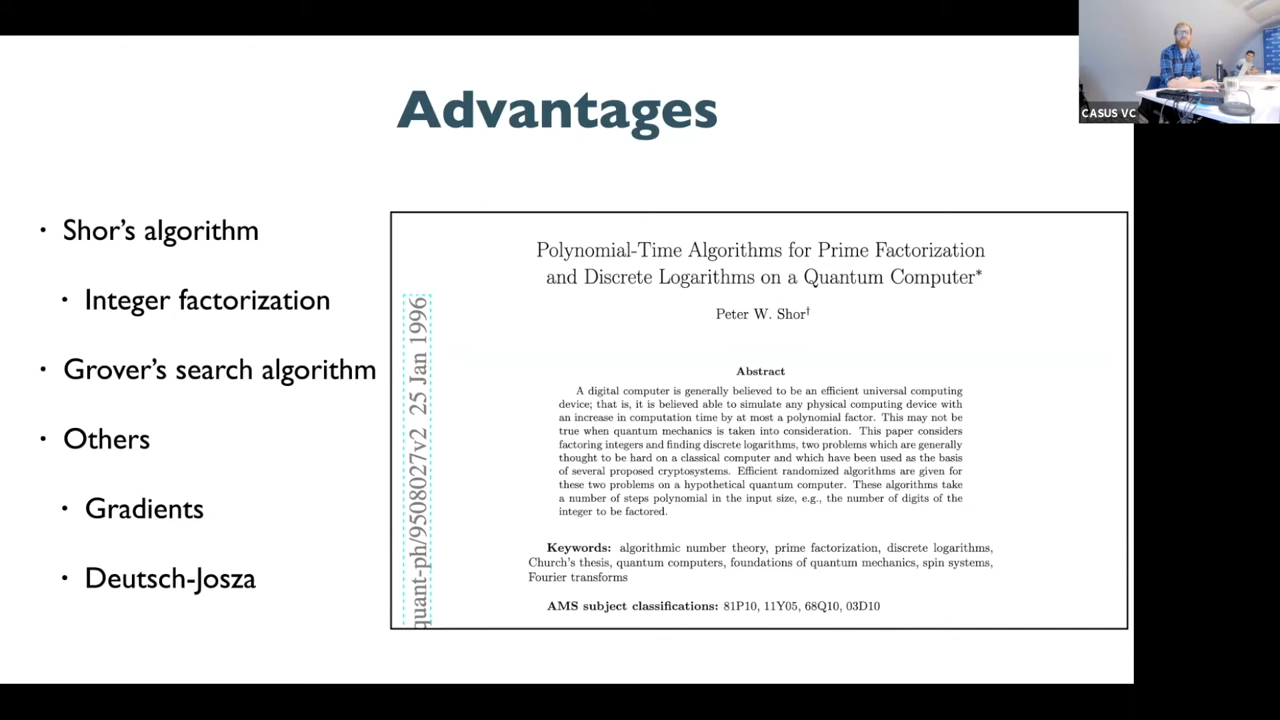 Advantages
CASUS VC
• Shor's algorithm
• Integer factorization
• Grover's search algorithm
• Others
• Gradients
• Deutsch-Josza
quant-ph/9508027v2 25 Jan 1996
Polynomial-Time Algorithms for Prime Factorization
and Discrete Logarithms on a Quantum Computer*
Peter W. Shor†
Abstract
A digital computer is generally believed to be an efficient universal computing
device; that is, it is believed able to simulate any physical computing device with
an increase in computation time by at most a polynomial factor. This may not be
true when quantum mechanics is taken into consideration. This paper considers
factoring integers and finding discrete logarithms, two problems which are generally
thought to be hard on a classical computer and which have been used as the basis
of several proposed cryptosystems. Efficient randomized algorithms are given for
these two problems on a hypothetical quantum computer. These algorithms take
a number of steps polynomial in the input size, e.g., the number of digits of the
integer to be factored.
Keywords: algorithmic number theory, prime factorization, discrete logarithms,
Church's thesis, quantum computers, foundations of quantum mechanics, spin systems,
Fourier transforms
AMS subject classifications: 81P10, 11Y05, 68Q10, 03D10